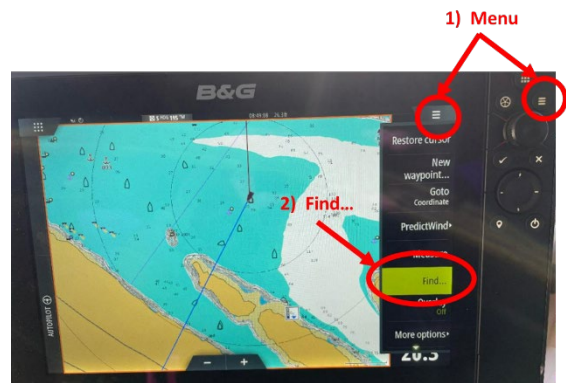 1) Menu
B&G
Restore cursor
New
waypoint...
Goto
Coordinate
2) Find...
PredictWind
Find...
Off
More options
20.5
AUTOPILOT